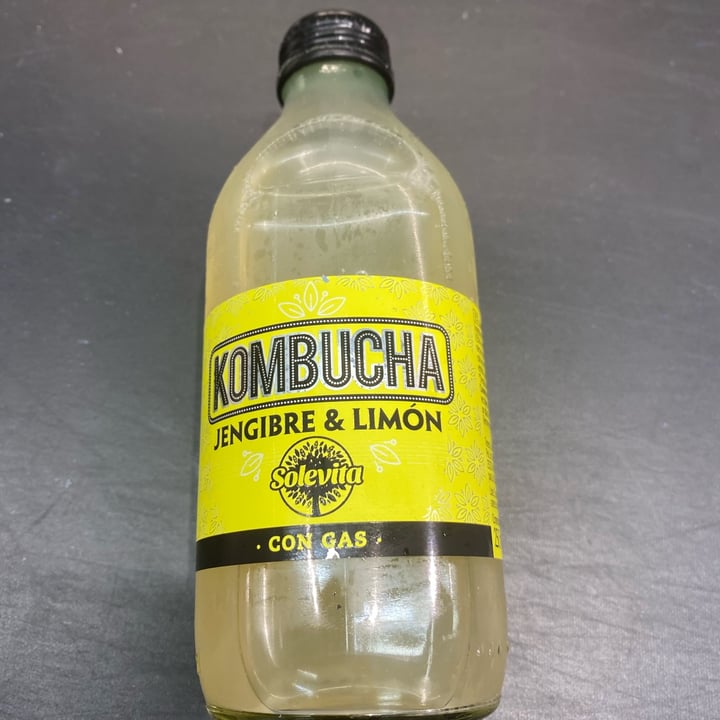 KOMBUCHA
JENGIBRE & LIMÓN
Solevita
· CON GAS ·